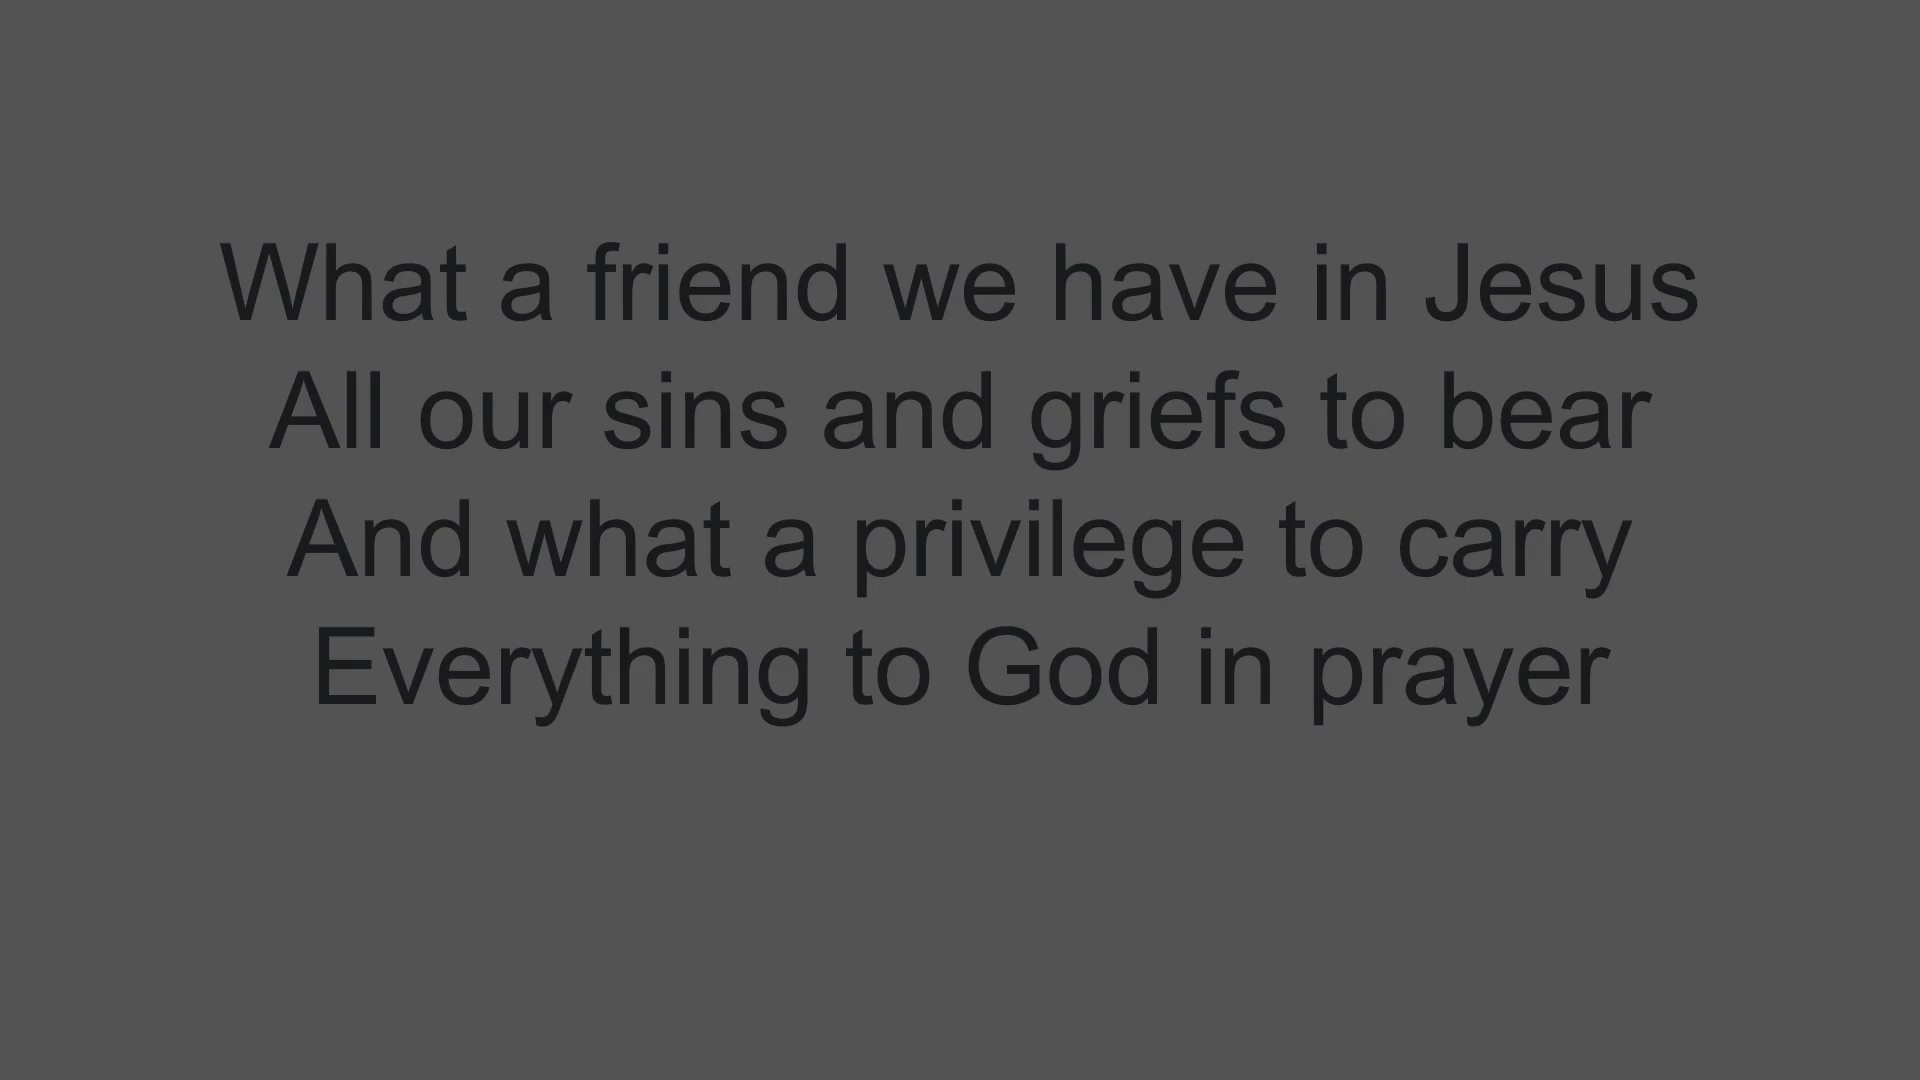 What a friend we have in Jesus
All our sins and griefs to bear
And what a privilege to carry
Everything to God in prayer